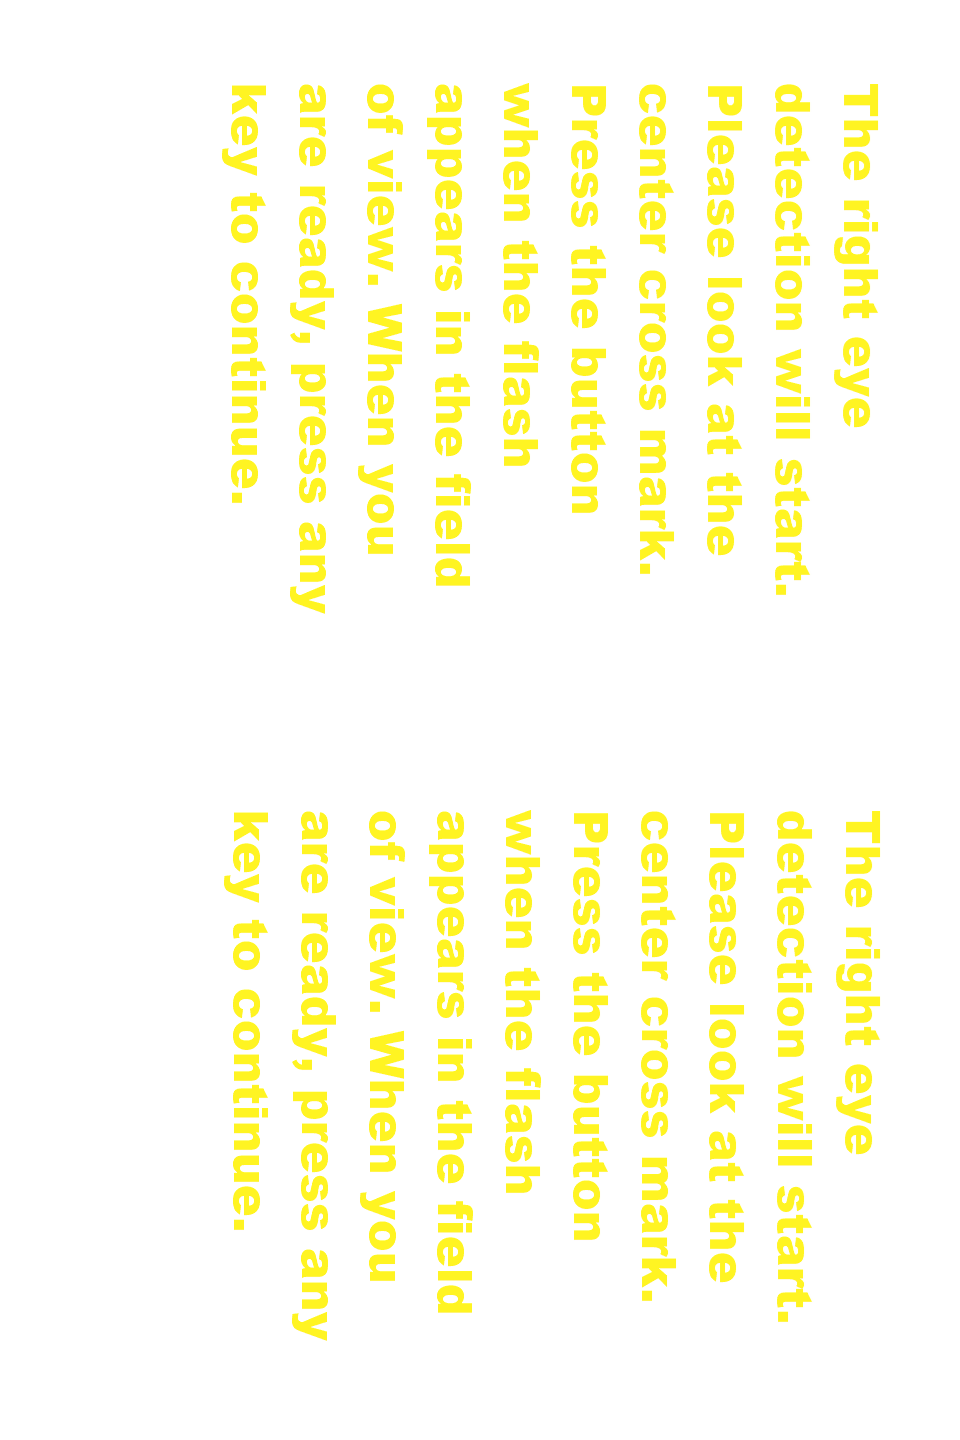 The right eye
detection will start.
Please look at the
center cross mark.
Press the button
when the flash
appears in the field
of view. When you
are ready, press any
key to continue.
The right eye
detection will start.
Please look at the
center cross mark.
Press the button
when the flash
appears in the field
of view. When you
are ready, press any
key to continue.